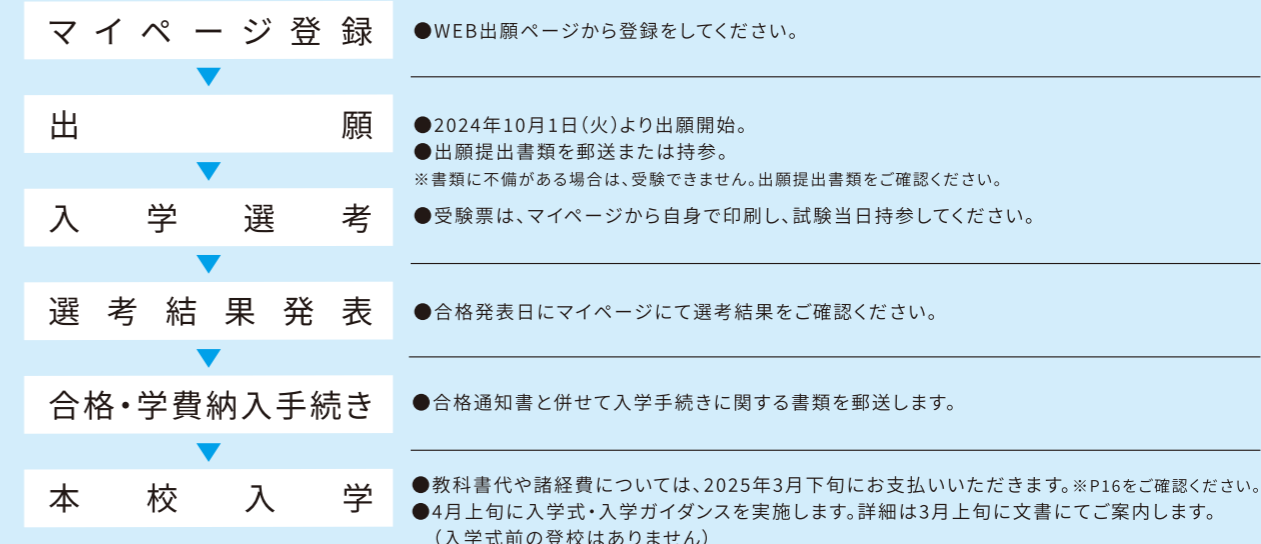 マイページ登録
●WEB出願ページから登録をしてください。
出願
●2024年10月1日(火)より出願開始。
●出願提出書類を郵送または持参。
※書類に不備がある場合は、受験できません。出願提出書類をご確認ください。
入学選考
●受験票は、マイページから自身で印刷し、試験当日持参してください。
選考結果発表
●合格発表日にマイページにて選考結果をご確認ください。
合格・学費納入手続き
●合格通知書と併せて入学手続きに関する書類を郵送します。
本校入学
●教科書代や諸経費については、2025年3月下旬にお支払いいただきます。※P16をご確認ください。
●4月上旬に入学式・入学ガイダンスを実施します。詳細は3月上旬に文書にてご案内します。
(入学式前の登校はありません)